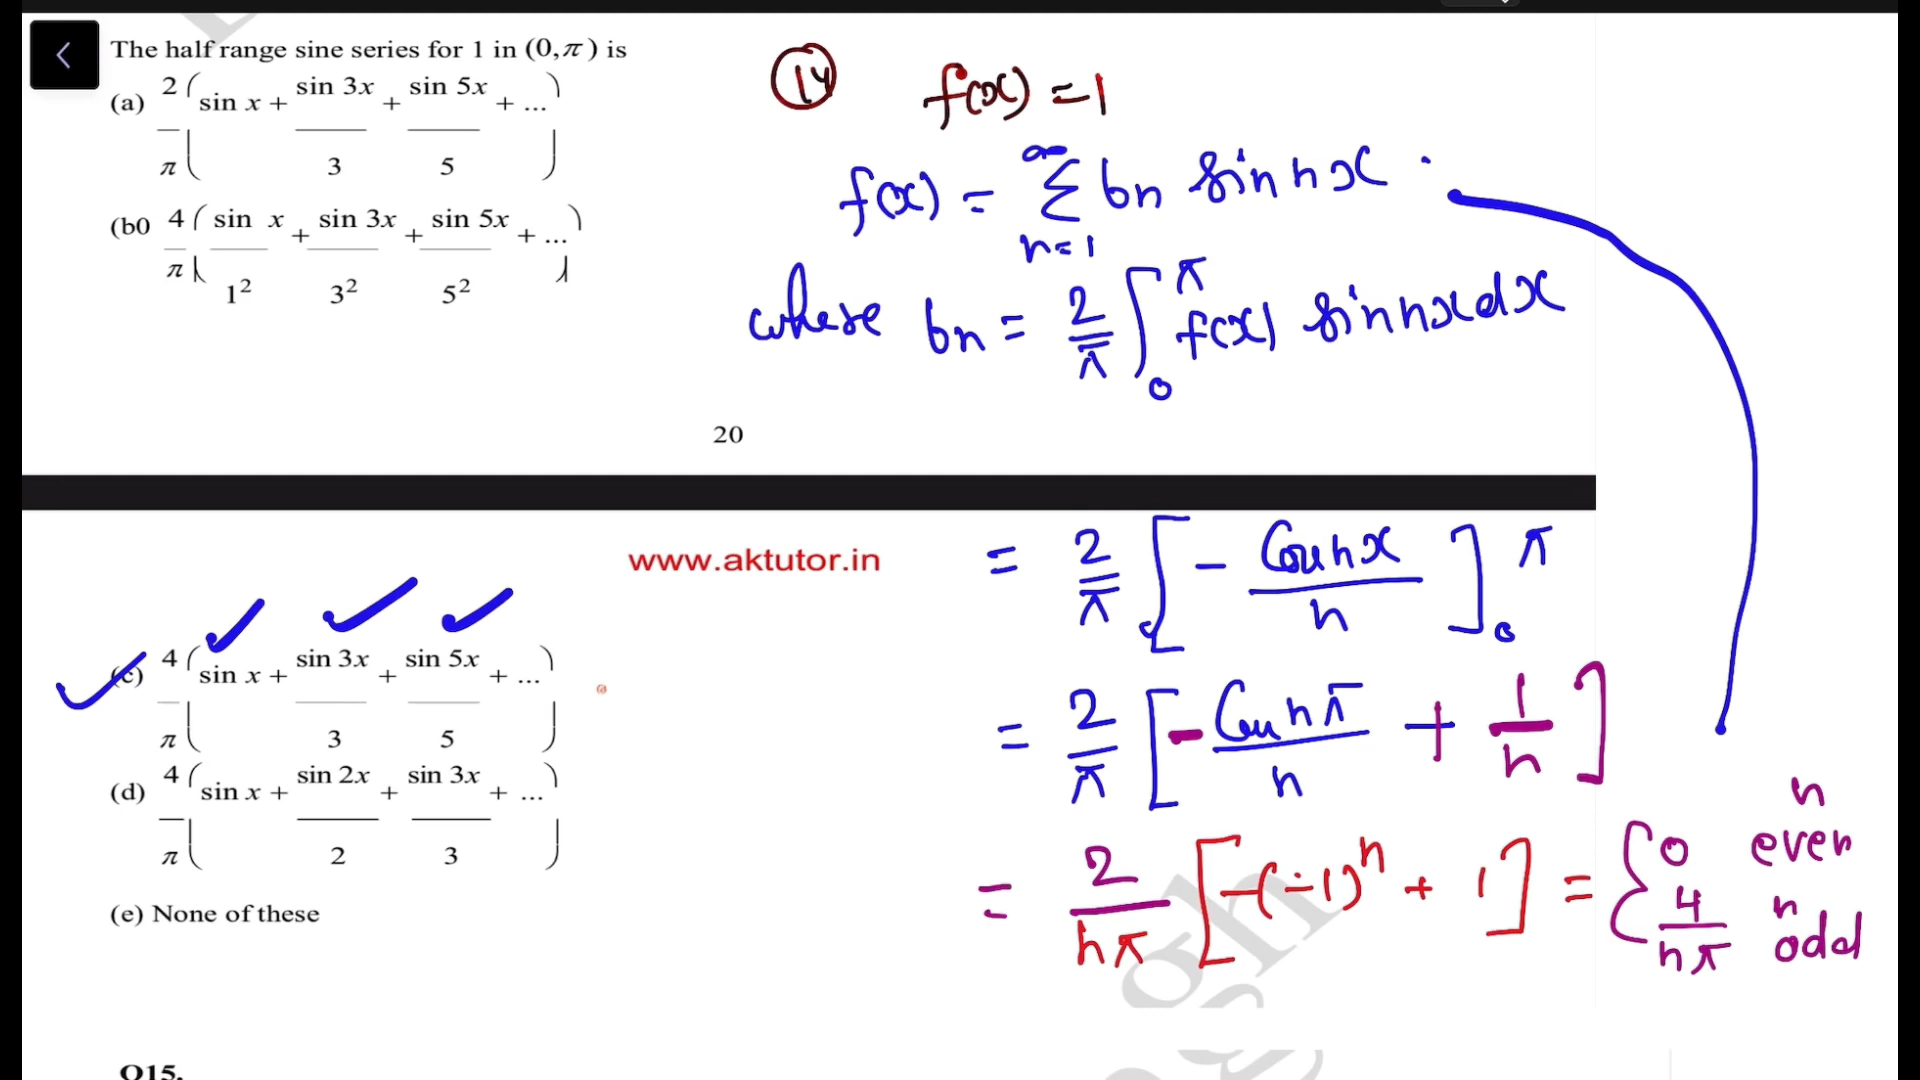 The half range sine series for 1 in (0,π) is
(a) 2/π ( sin x + sin 3x/3 + sin 5x/5 + ... )
(b0 4/π ( sin x/1² + sin 3x/3² + sin 5x/5² + ... )
20
www.aktutor.in
(c) 4/π ( sin x + sin 3x/3 + sin 5x/5 + ... )
(d) 4/π ( sin x + sin 2x/2 + sin 3x/3 + ... )
(e) None of these
Q15.
14
f(x) = 1
f(x) = ∞ Σ n=1 bn sin nx
where bn = 2/π ∫₀^π f(x) sin nx dx
= 2/π [ - Cos nx / n ]₀^π
= 2/π [ - Cos nπ / n + 1/n ]
= 2/nπ [ -(-1)ⁿ + 1 ] = { 0 n even
4/nπ n odd